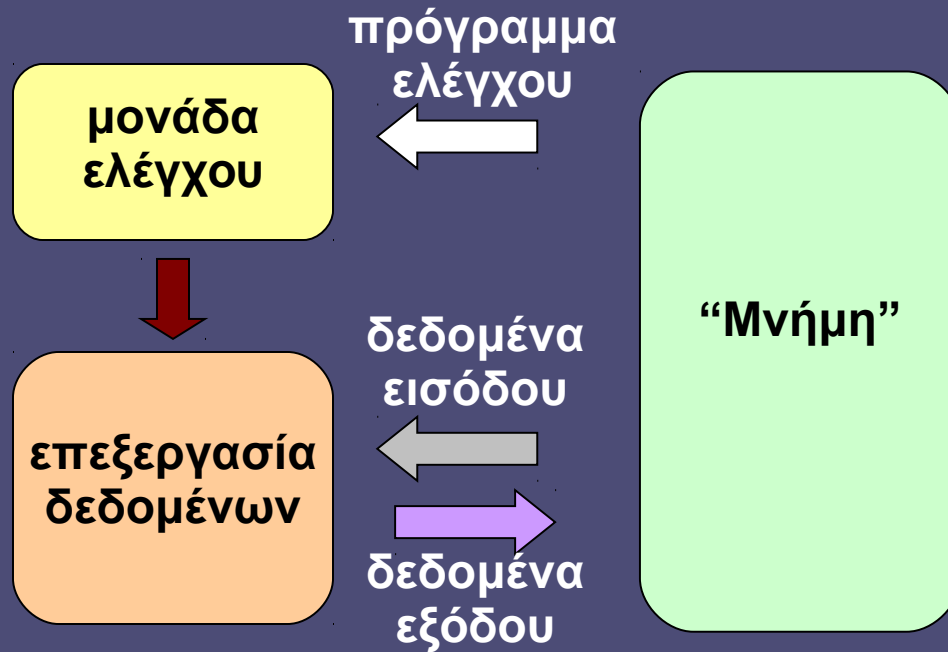 πρόγραμμα
ελέγχου
μονάδα
ελέγχου
“Μνήμη”
δεδομένα
εισόδου
επεξεργασία
δεδομένων
δεδομένα
εξόδου